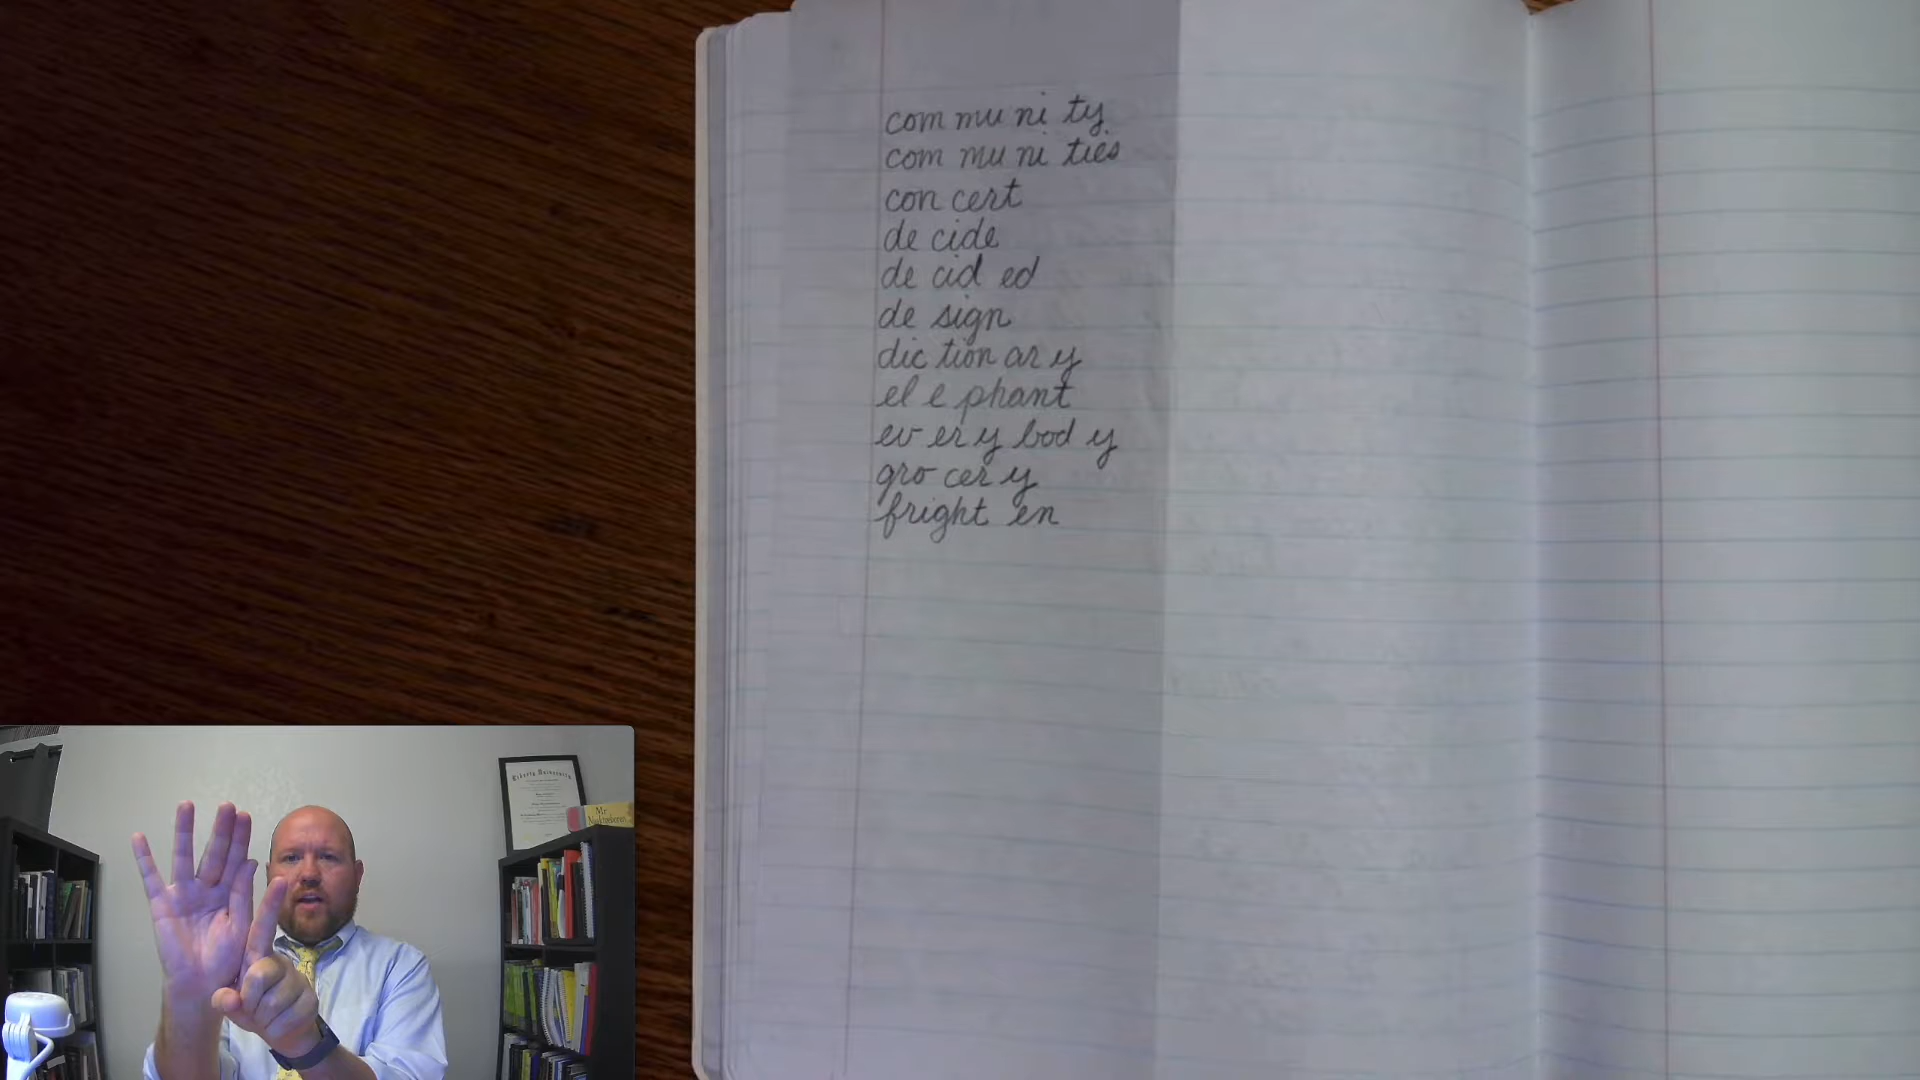 com mu ni ty
com mu ni ties
con cert
de cide
de cid ed
de sign
dic tion ar y
el e phant
ev er y bod y
gro cer y
fright en
Mr